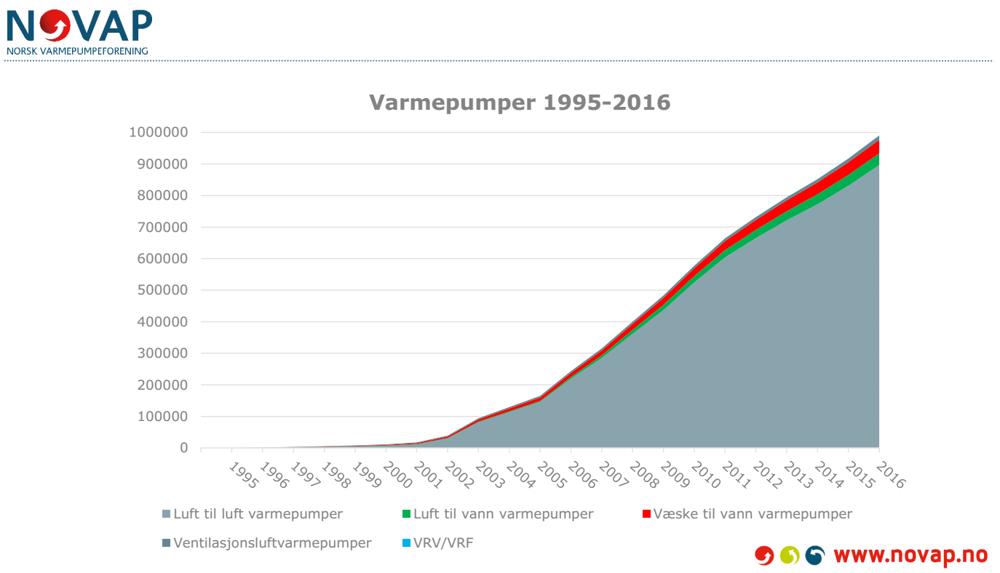 NOVAP
NORSK VARMEPUMPEFORENING
Varmepumper 1995-2016
1000000
900000
800000
700000
600000
500000
400000
300000
200000
100000
0
1995 1996 1997 1998 1999 2000 2001 2002 2003 2004 2005 2006 2007 2008 2009 2010 2011 2012 2013 2014 2015 2016
Luft til luft varmepumper Luft til vann varmepumper Væske til vann varmepumper
Ventilasjonsluftvarmepumper VRV/VRF
www.novap.no